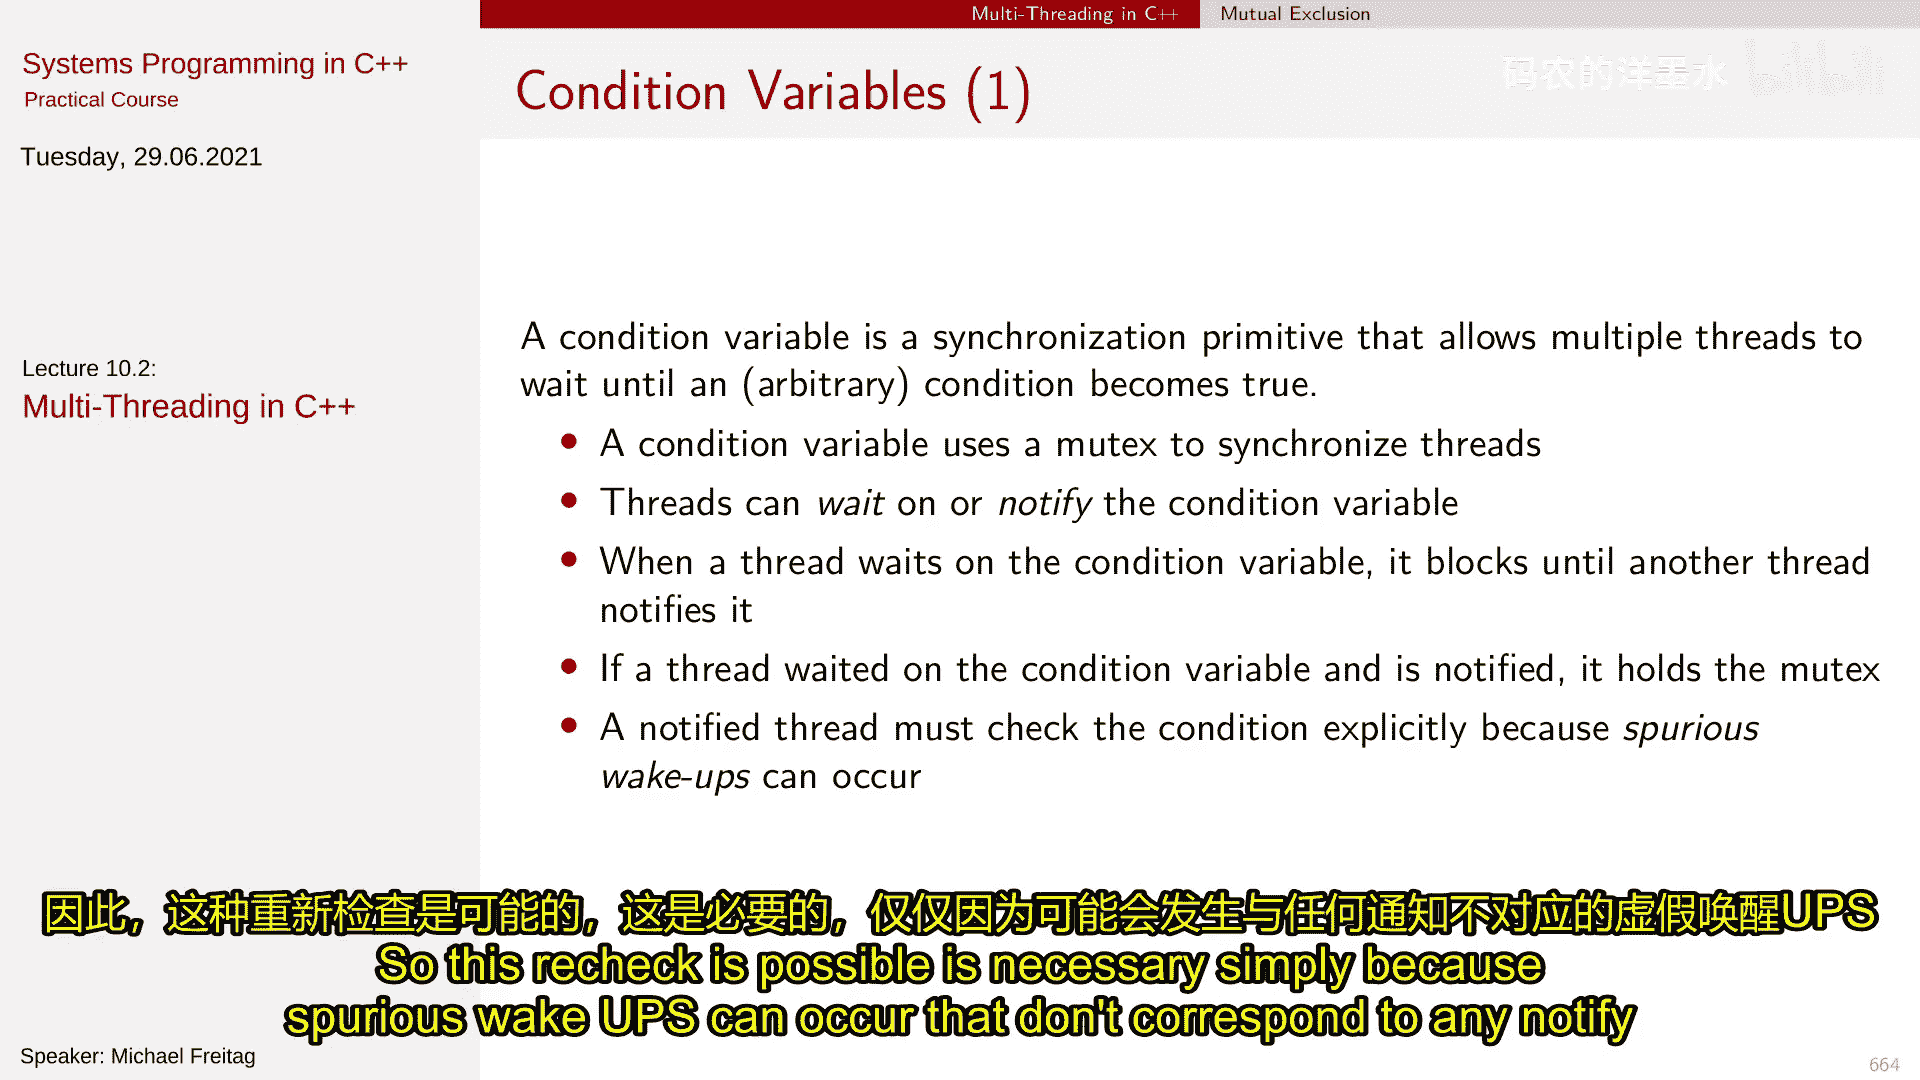 Multi-Threading in C++
Mutual Exclusion
Systems Programming in C++
Practical Course
Tuesday, 29.06.2021
Condition Variables (1)
码农的洋墨水 bilibili
Lecture 10.2:
Multi-Threading in C++
A condition variable is a synchronization primitive that allows multiple threads to
wait until an (arbitrary) condition becomes true.
• A condition variable uses a mutex to synchronize threads
• Threads can wait on or notify the condition variable
• When a thread waits on the condition variable, it blocks until another thread
notifies it
• If a thread waited on the condition variable and is notified, it holds the mutex
• A notified thread must check the condition explicitly because spurious
wake-ups can occur
因此，这种重新检查是可能的，这是必要的，仅仅因为可能会发生与任何通知不对应的虚假唤醒UPS
So this recheck is possible is necessary simply because
spurious wake UPS can occur that don't correspond to any notify
Speaker: Michael Freitag
664